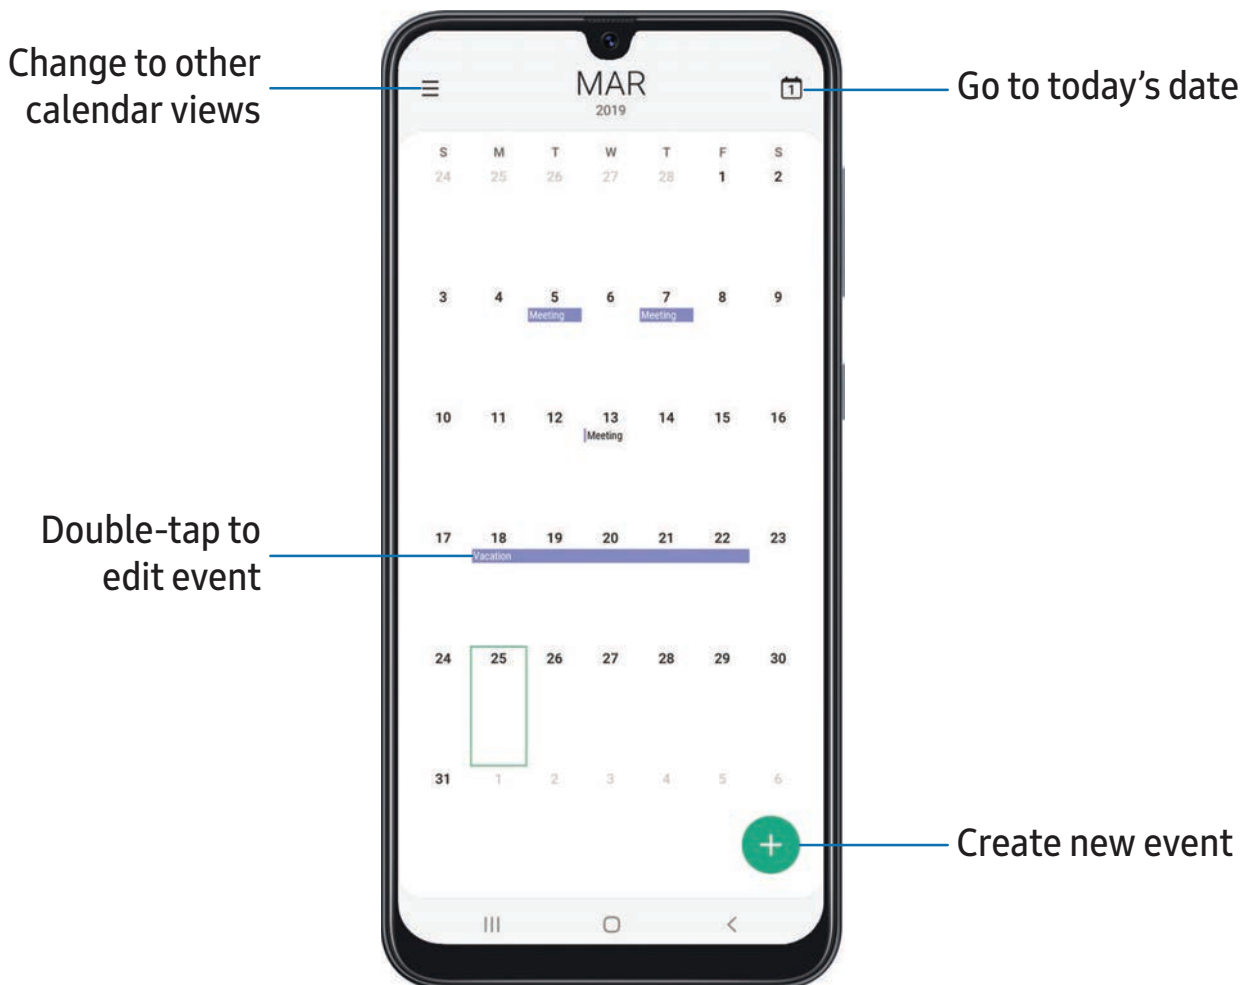 Change to other
calendar views
MAR
2019
1
Go to today's date
S M T W T F S
24 25 26 27 28 1 2
3 4 5 6 7 8 9
Meeting Meeting
10 11 12 13 14 15 16
Meeting
Double-tap to
edit event
17 18 19 20 21 22 23
Vacation
24 25 26 27 28 29 30
31 1 2 3 4 5 6
Create new event